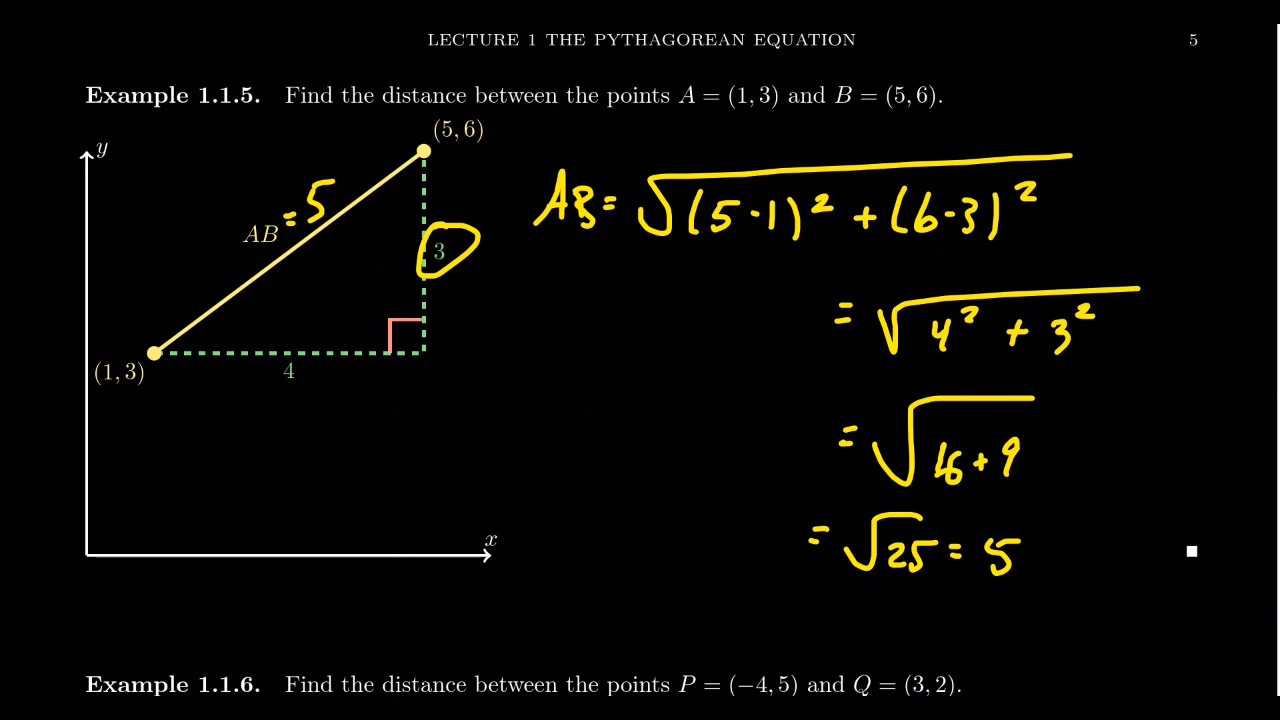 LECTURE 1 THE PYTHAGOREAN EQUATION 5
Example 1.1.5. Find the distance between the points A = (1, 3) and B = (5, 6).
(5, 6)
y
AB = 5
3
(1, 3)
4
x
AB = √(5-1)² + (6-3)²
= √4² + 3²
= √16 + 9
= √25 = 5
Example 1.1.6. Find the distance between the points P = (−4, 5) and Q = (3, 2).